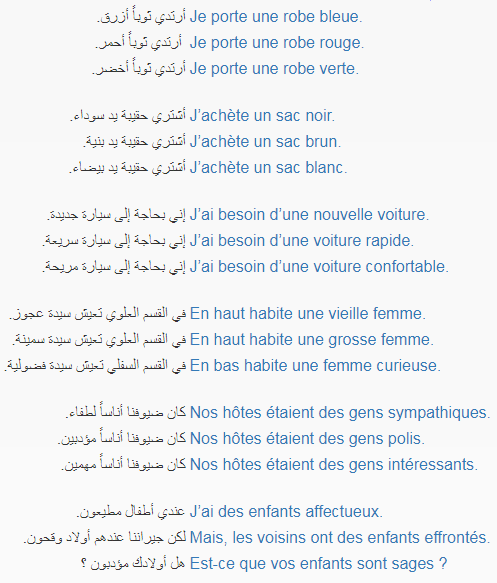 أرتدي ثوباً أزرق. Je porte une robe bleue.
أرتدي ثوباً أحمر. Je porte une robe rouge.
أرتدي ثوباً أخضر. Je porte une robe verte.
أشتري حقيبة يد سوداء. J’achète un sac noir.
أشتري حقيبة يد بنية. J’achète un sac brun.
أشتري حقيبة يد بيضاء. J’achète un sac blanc.
إني بحاجة إلى سيارة جديدة. J’ai besoin d’une nouvelle voiture.
إني بحاجة إلى سيارة سريعة. J’ai besoin d’une voiture rapide.
إني بحاجة إلى سيارة مريحة. J’ai besoin d’une voiture confortable.
في القسم العلوي تعيش سيدة عجوز. En haut habite une vieille femme.
في القسم العلوي تعيش سيدة سمينة. En haut habite une grosse femme.
في القسم السفلي تعيش سيدة فضولية. En bas habite une femme curieuse.
كان ضيوفنا أناساً لطفاء. Nos hôtes étaient des gens sympathiques.
كان ضيوفنا أناساً مؤدبين. Nos hôtes étaient des gens polis.
كان ضيوفنا أناساً مهمين. Nos hôtes étaient des gens intéressants.
عندي أطفال مطيعون. J’ai des enfants affectueux.
لكن جيراننا عندهم أولاد وقحون. Mais, les voisins ont des enfants effrontés.
هل أولادك مؤدبون ؟ Est-ce que vos enfants sont sages ?